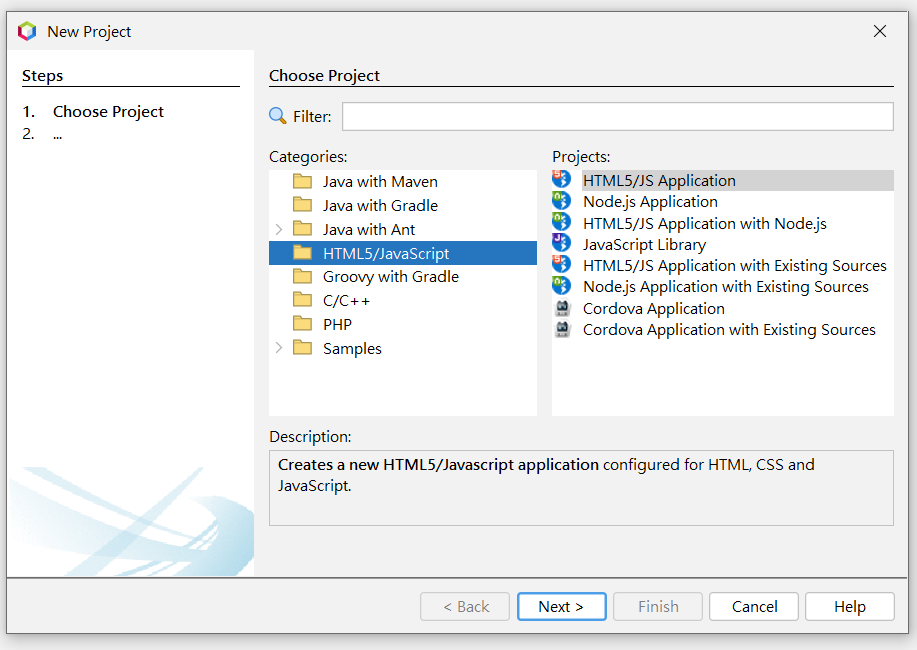 New Project
Steps
1. Choose Project
2. ...
Choose Project
Filter:
Categories:
Java with Maven
Java with Gradle
Java with Ant
HTML5/JavaScript
Groovy with Gradle
C/C++
PHP
Samples
Projects:
HTML5/JS Application
Node.js Application
HTML5/JS Application with Node.js
JavaScript Library
HTML5/JS Application with Existing Sources
Node.js Application with Existing Sources
Cordova Application
Cordova Application with Existing Sources
Description:
Creates a new HTML5/Javascript application configured for HTML, CSS and
JavaScript.
< Back
Next >
Finish
Cancel
Help